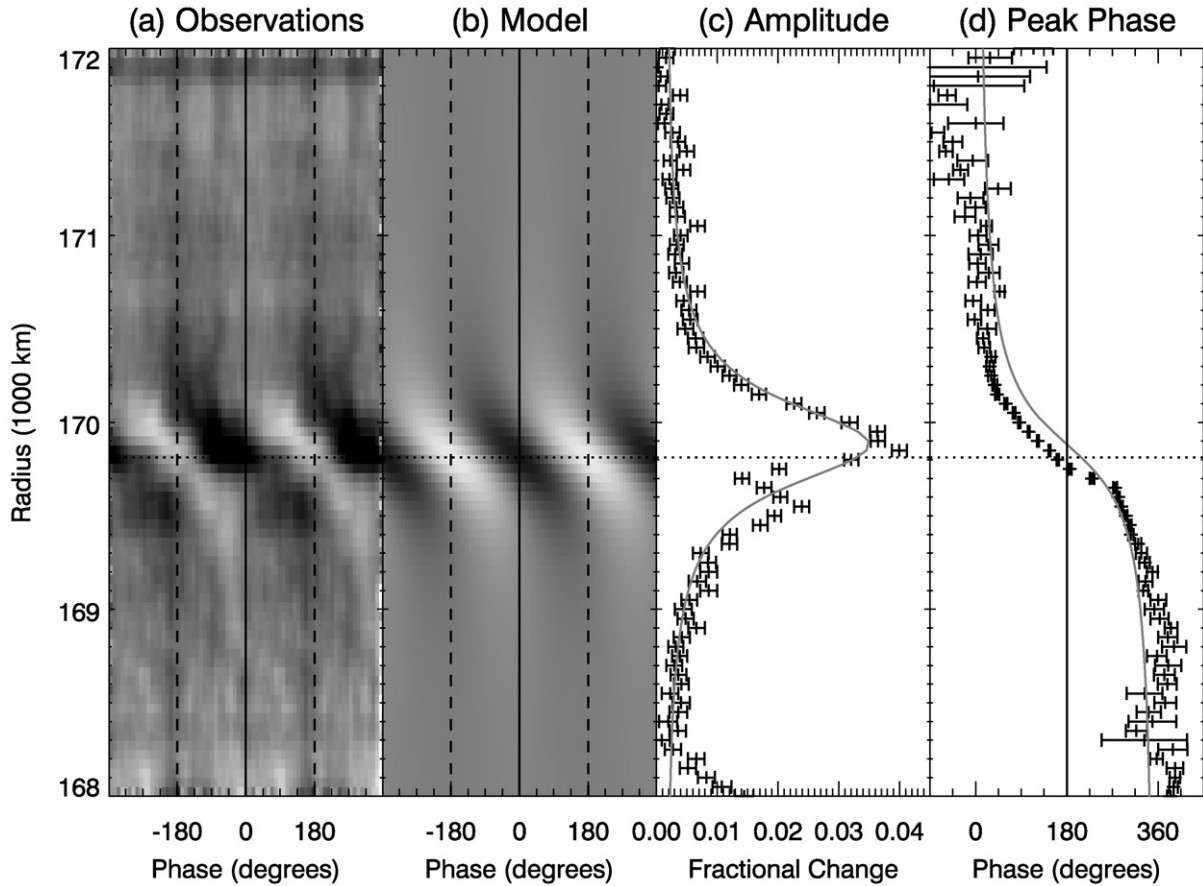 (a) Observations (b) Model (c) Amplitude (d) Peak Phase
172
171
170
169
168
Radius (1000 km)
-180 0 180 -180 0 180 0.00 0.01 0.02 0.03 0.04 0 180 360
Phase (degrees) Phase (degrees) Fractional Change Phase (degrees)